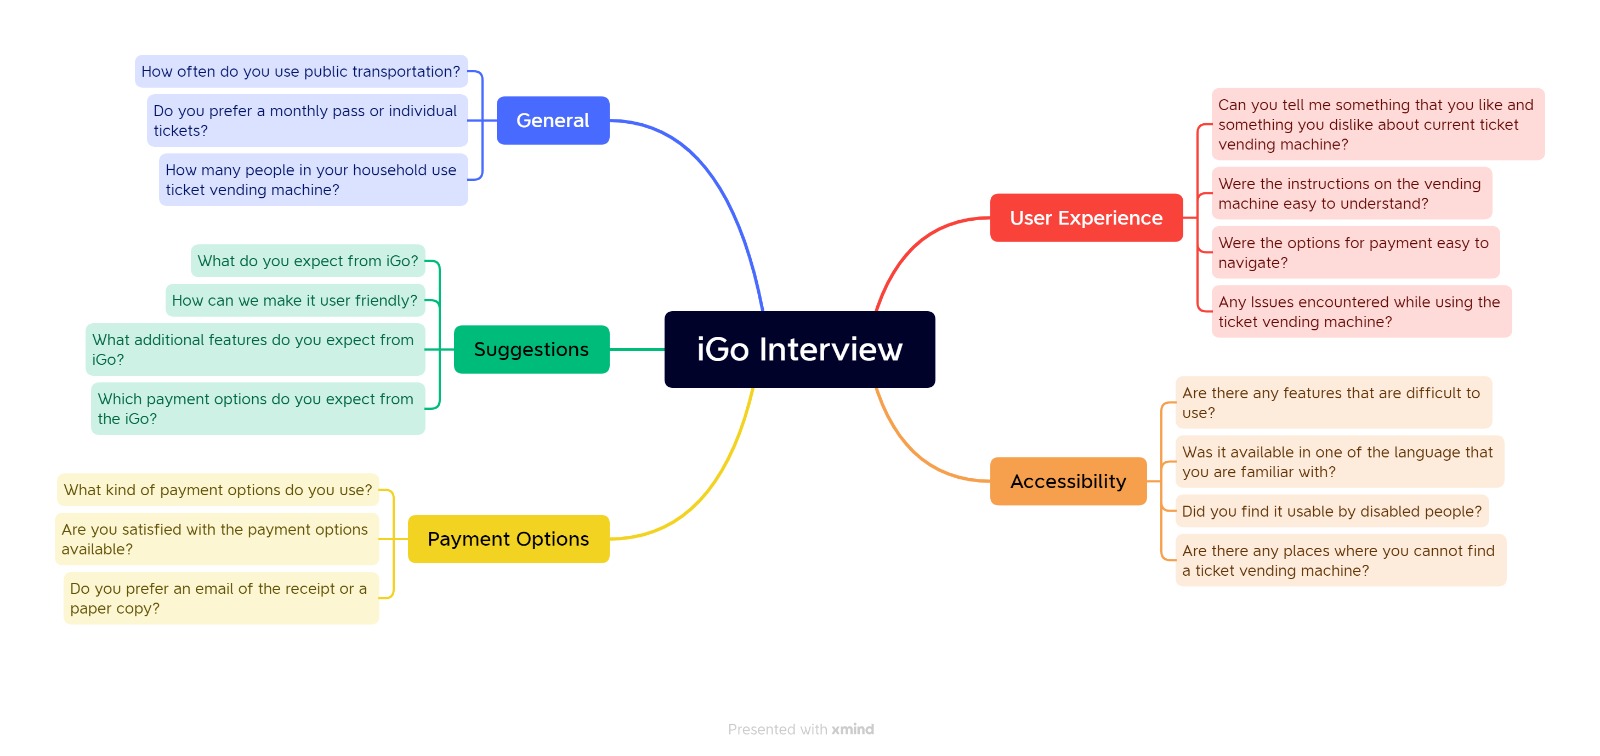 How often do you use public transportation?
Do you prefer a monthly pass or individual
tickets?
How many people in your household use
ticket vending machine?
General
What do you expect from iGo?
How can we make it user friendly?
What additional features do you expect from
iGo?
Which payment options do you expect from
the iGo?
Suggestions
What kind of payment options do you use?
Are you satisfied with the payment options
available?
Do you prefer an email of the receipt or a
paper copy?
Payment Options
iGo Interview
User Experience
Can you tell me something that you like and
something you dislike about current ticket
vending machine?
Were the instructions on the vending
machine easy to understand?
Were the options for payment easy to
navigate?
Any Issues encountered while using the
ticket vending machine?
Accessibility
Are there any features that are difficult to
use?
Was it available in one of the language that
you are familiar with?
Did you find it usable by disabled people?
Are there any places where you cannot find
a ticket vending machine?
Presented with xmind